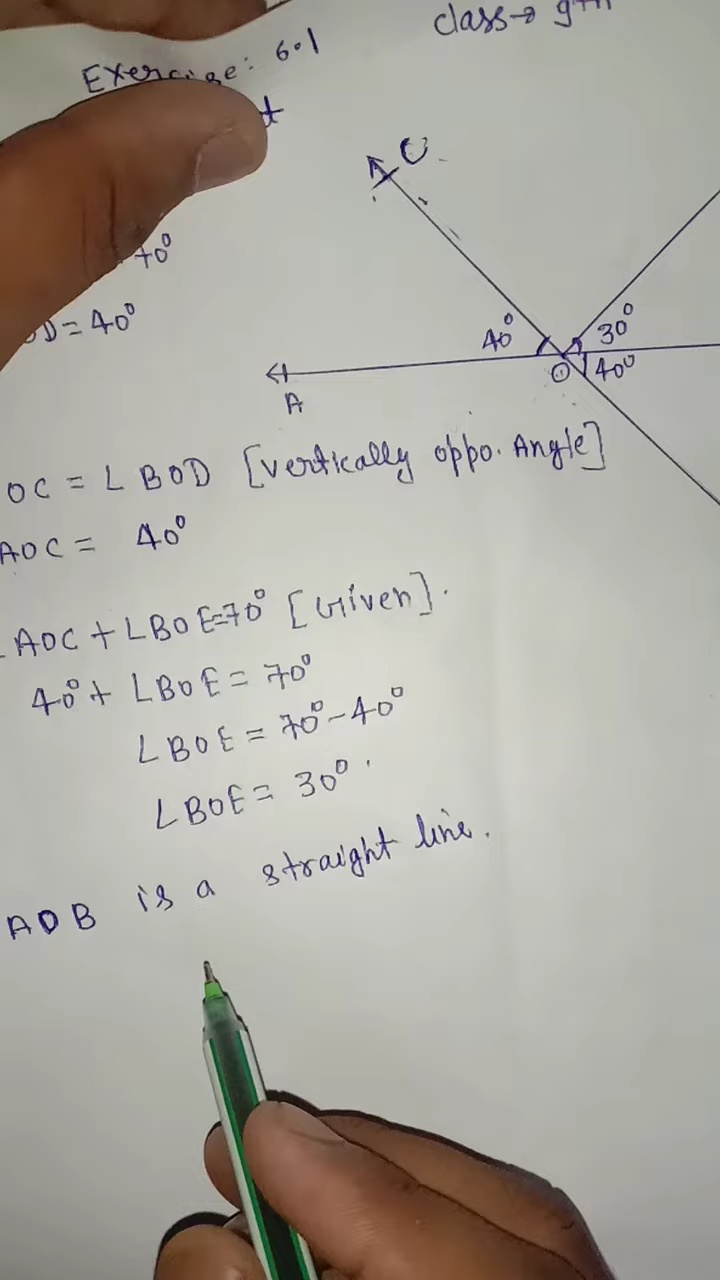 class→ 9th
Exercise: 6.1
C
70°
OD = 40°
40°
30°
O
40°
A
OC = ∠BOD [vertically oppo. Angle]
AOC = 40°
∠AOC + ∠BOE=70° [Given].
40°+ ∠BOE = 70°
∠BOE = 70°-40°
∠BOE = 30°.
AOB is a straight line.